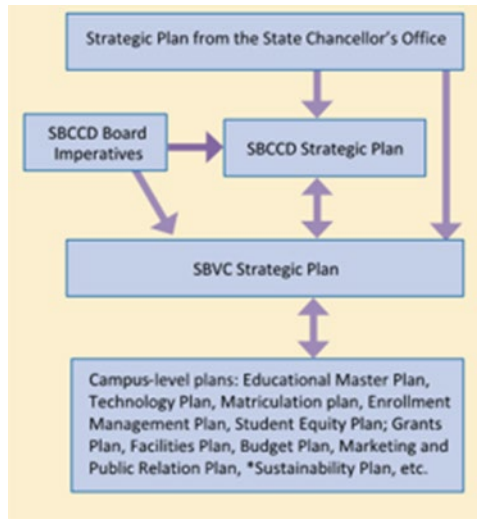 Strategic Plan from the State Chancellor's Office
SBCCD Board
Imperatives
SBCCD Strategic Plan
SBVC Strategic Plan
Campus-level plans: Educational Master Plan,
Technology Plan, Matriculation plan, Enrollment
Management Plan, Student Equity Plan; Grants
Plan, Facilities Plan, Budget Plan, Marketing and
Public Relation Plan, *Sustainability Plan, etc.